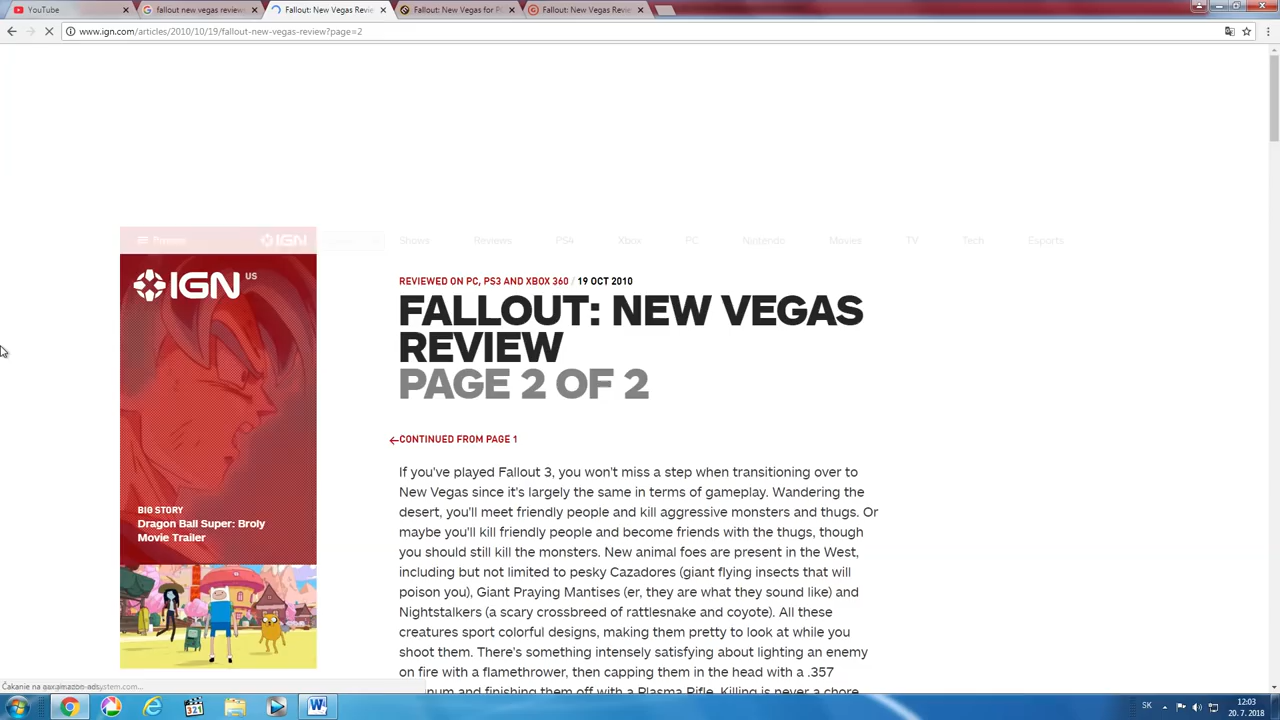 YouTube
fallout new vegas review
Fallout: New Vegas Revie
Fallout: New Vegas for P
Fallout: New Vegas Revie
www.ign.com/articles/2010/10/19/fallout-new-vegas-review?page=2
IGN
Shows
Reviews
PS4
Xbox
PC
Nintendo
Movies
TV
Tech
Esports
IGN US
BIG STORY
Dragon Ball Super: Broly
Movie Trailer
REVIEWED ON PC, PS3 AND XBOX 360 / 19 OCT 2010
FALLOUT: NEW VEGAS
REVIEW
PAGE 2 OF 2
CONTINUED FROM PAGE 1
If you've played Fallout 3, you won't miss a step when transitioning over to
New Vegas since it's largely the same in terms of gameplay. Wandering the
desert, you'll meet friendly people and kill aggressive monsters and thugs. Or
maybe you'll kill friendly people and become friends with the thugs, though
you should still kill the monsters. New animal foes are present in the West,
including but not limited to pesky Cazadores (giant flying insects that will
poison you), Giant Praying Mantises (er, they are what they sound like) and
Nightstalkers (a scary crossbreed of rattlesnake and coyote). All these
creatures sport colorful designs, making them pretty to look at while you
shoot them. There's something intensely satisfying about lighting an enemy
on fire with a flamethrower, then capping them in the head with a .357
and finishing them off with a Plasma Rifle. Killing is never a chore
Čakanie na
321
W
SK
12:03
20. 7. 2018